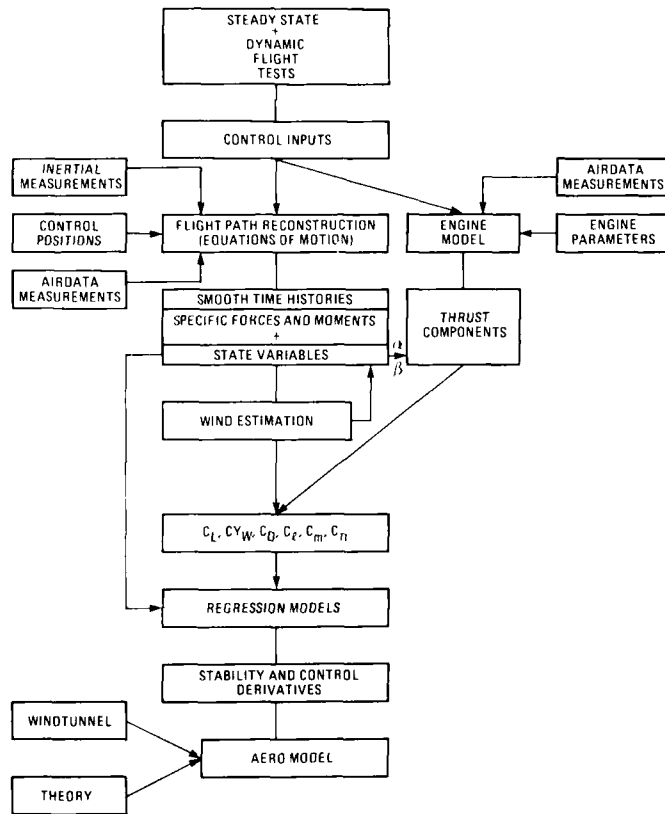 STEADY STATE
+
DYNAMIC
FLIGHT
TESTS
CONTROL INPUTS
INERTIAL
MEASUREMENTS
AIRDATA
MEASUREMENTS
CONTROL
POSITIONS
FLIGHT PATH RECONSTRUCTION
(EQUATIONS OF MOTION)
ENGINE
MODEL
ENGINE
PARAMETERS
AIRDATA
MEASUREMENTS
SMOOTH TIME HISTORIES
SPECIFIC FORCES AND MOMENTS
+
STATE VARIABLES
α
β
THRUST
COMPONENTS
WIND ESTIMATION
C_L, CY_W, C_D, C_ℓ, C_m, C_n
REGRESSION MODELS
STABILITY AND CONTROL
DERIVATIVES
WINDTUNNEL
AERO MODEL
THEORY